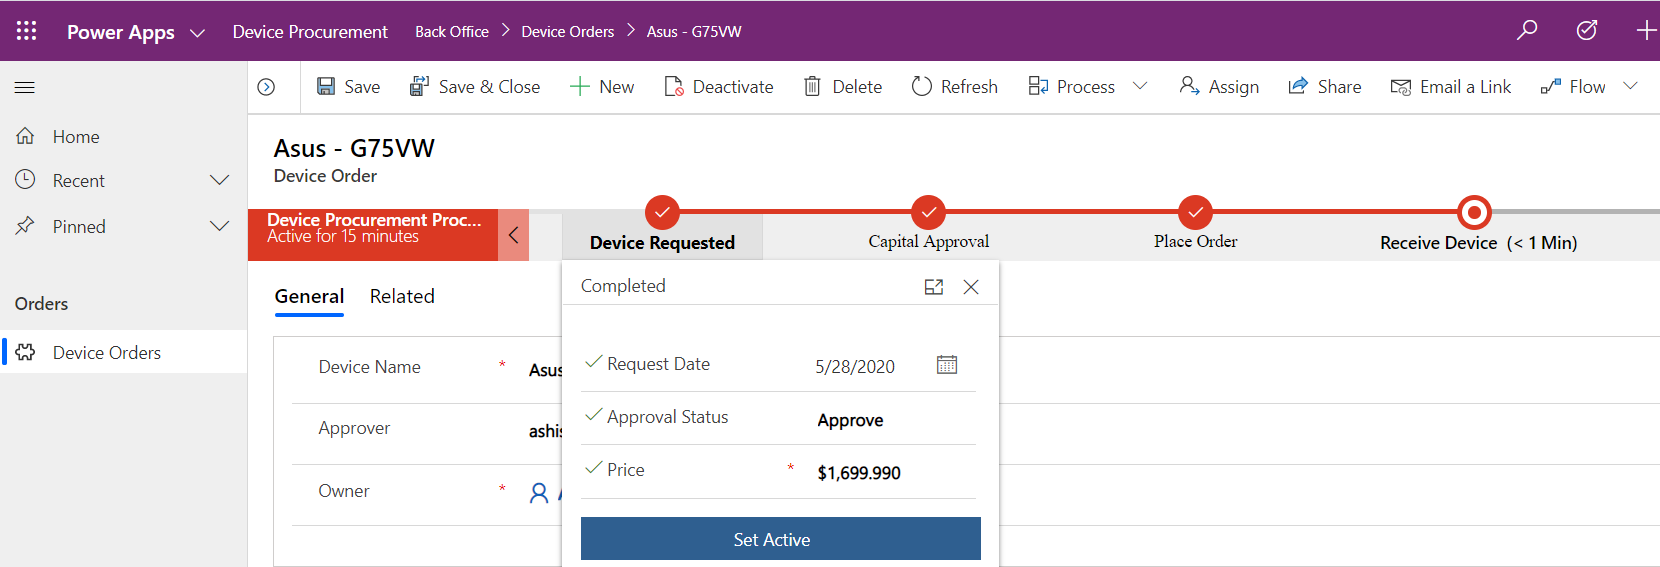 Power Apps Device Procurement Back Office Device Orders Asus - G75VW
Save Save & Close New Deactivate Delete Refresh Process Assign Share Email a Link Flow
Home
Recent
Pinned
Orders
Device Orders
Asus - G75VW
Device Order
Device Procurement Proc...
Active for 15 minutes
Device Requested Capital Approval Place Order Receive Device (< 1 Min)
General Related
Device Name *
Approver
Owner *
Completed
Request Date 5/28/2020
Approval Status Approve
Price * $1,699.990
Set Active